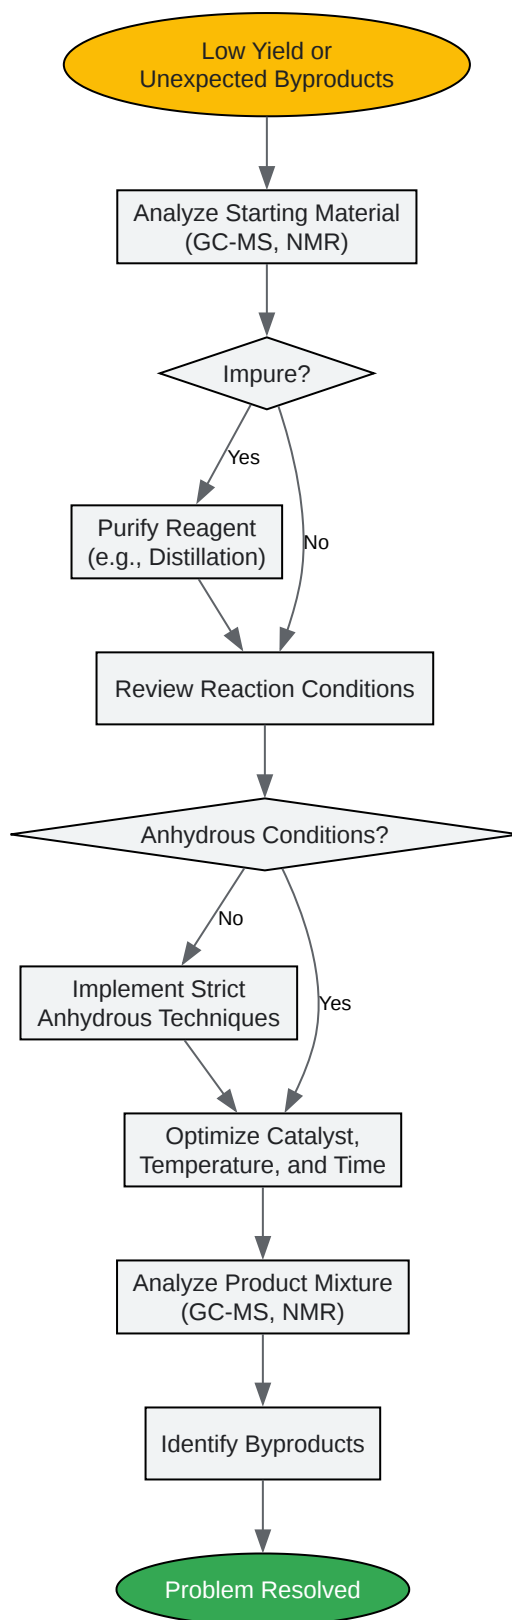 Low Yield or
Unexpected Byproducts
Analyze Starting Material
(GC-MS, NMR)
Impure?
Yes
Purify Reagent
(e.g., Distillation)
No
Review Reaction Conditions
Anhydrous Conditions?
No
Implement Strict
Anhydrous Techniques
Yes
Optimize Catalyst,
Temperature, and Time
Analyze Product Mixture
(GC-MS, NMR)
Identify Byproducts
Problem Resolved